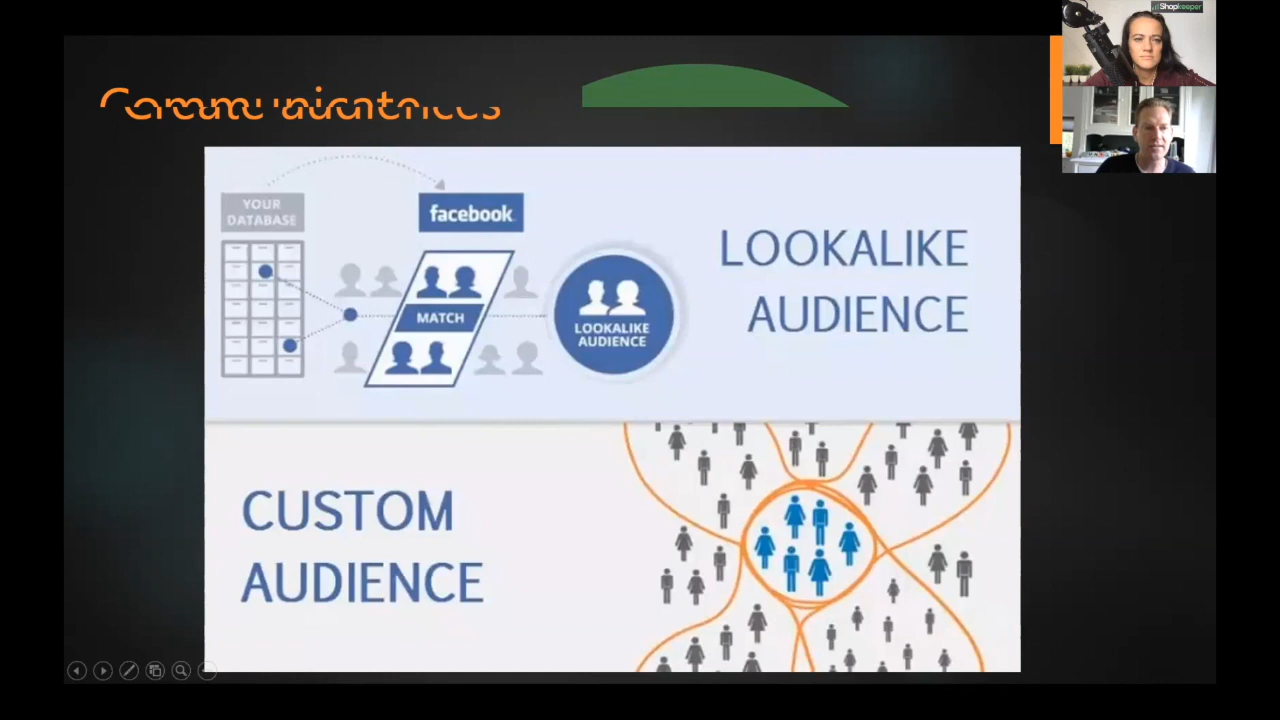 Shopkeeper
YOUR
DATABASE
facebook
MATCH
LOOKALIKE
AUDIENCE
LOOKALIKE
AUDIENCE
CUSTOM
AUDIENCE